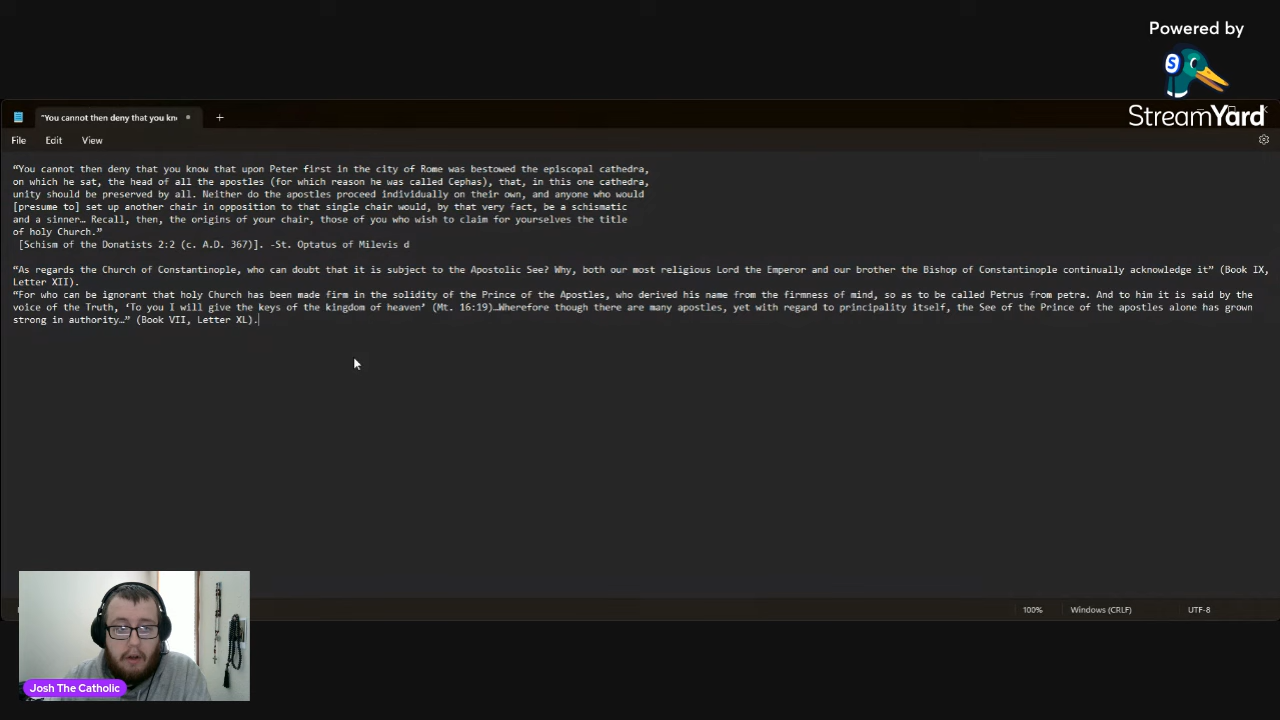 Powered by
S
StreamYard
"You cannot then deny that you kn
File Edit View
“You cannot then deny that you know that upon Peter first in the city of Rome was bestowed the episcopal cathedra,
on which he sat, the head of all the apostles (for which reason he was called Cephas), that, in this one cathedra,
unity should be preserved by all. Neither do the apostles proceed individually on their own, and anyone who would
[presume to] set up another chair in opposition to that single chair would, by that very fact, be a schismatic
and a sinner… Recall, then, the origins of your chair, those of you who wish to claim for yourselves the title
of holy Church.”
[Schism of the Donatists 2:2 (c. A.D. 367)]. -St. Optatus of Milevis d
“As regards the Church of Constantinople, who can doubt that it is subject to the Apostolic See? Why, both our most religious Lord the Emperor and our brother the Bishop of Constantinople continually acknowledge it” (Book IX,
Letter XII).
“For who can be ignorant that holy Church has been made firm in the solidity of the Prince of the Apostles, who derived his name from the firmness of mind, so as to be called Petrus from petra. And to him it is said by the
voice of the Truth, ‘To you I will give the keys of the kingdom of heaven’ (Mt. 16:19)…Wherefore though there are many apostles, yet with regard to principality itself, the See of the Prince of the apostles alone has grown
strong in authority…” (Book VII, Letter XL).
100% Windows (CRLF) UTF-8
Josh The Catholic